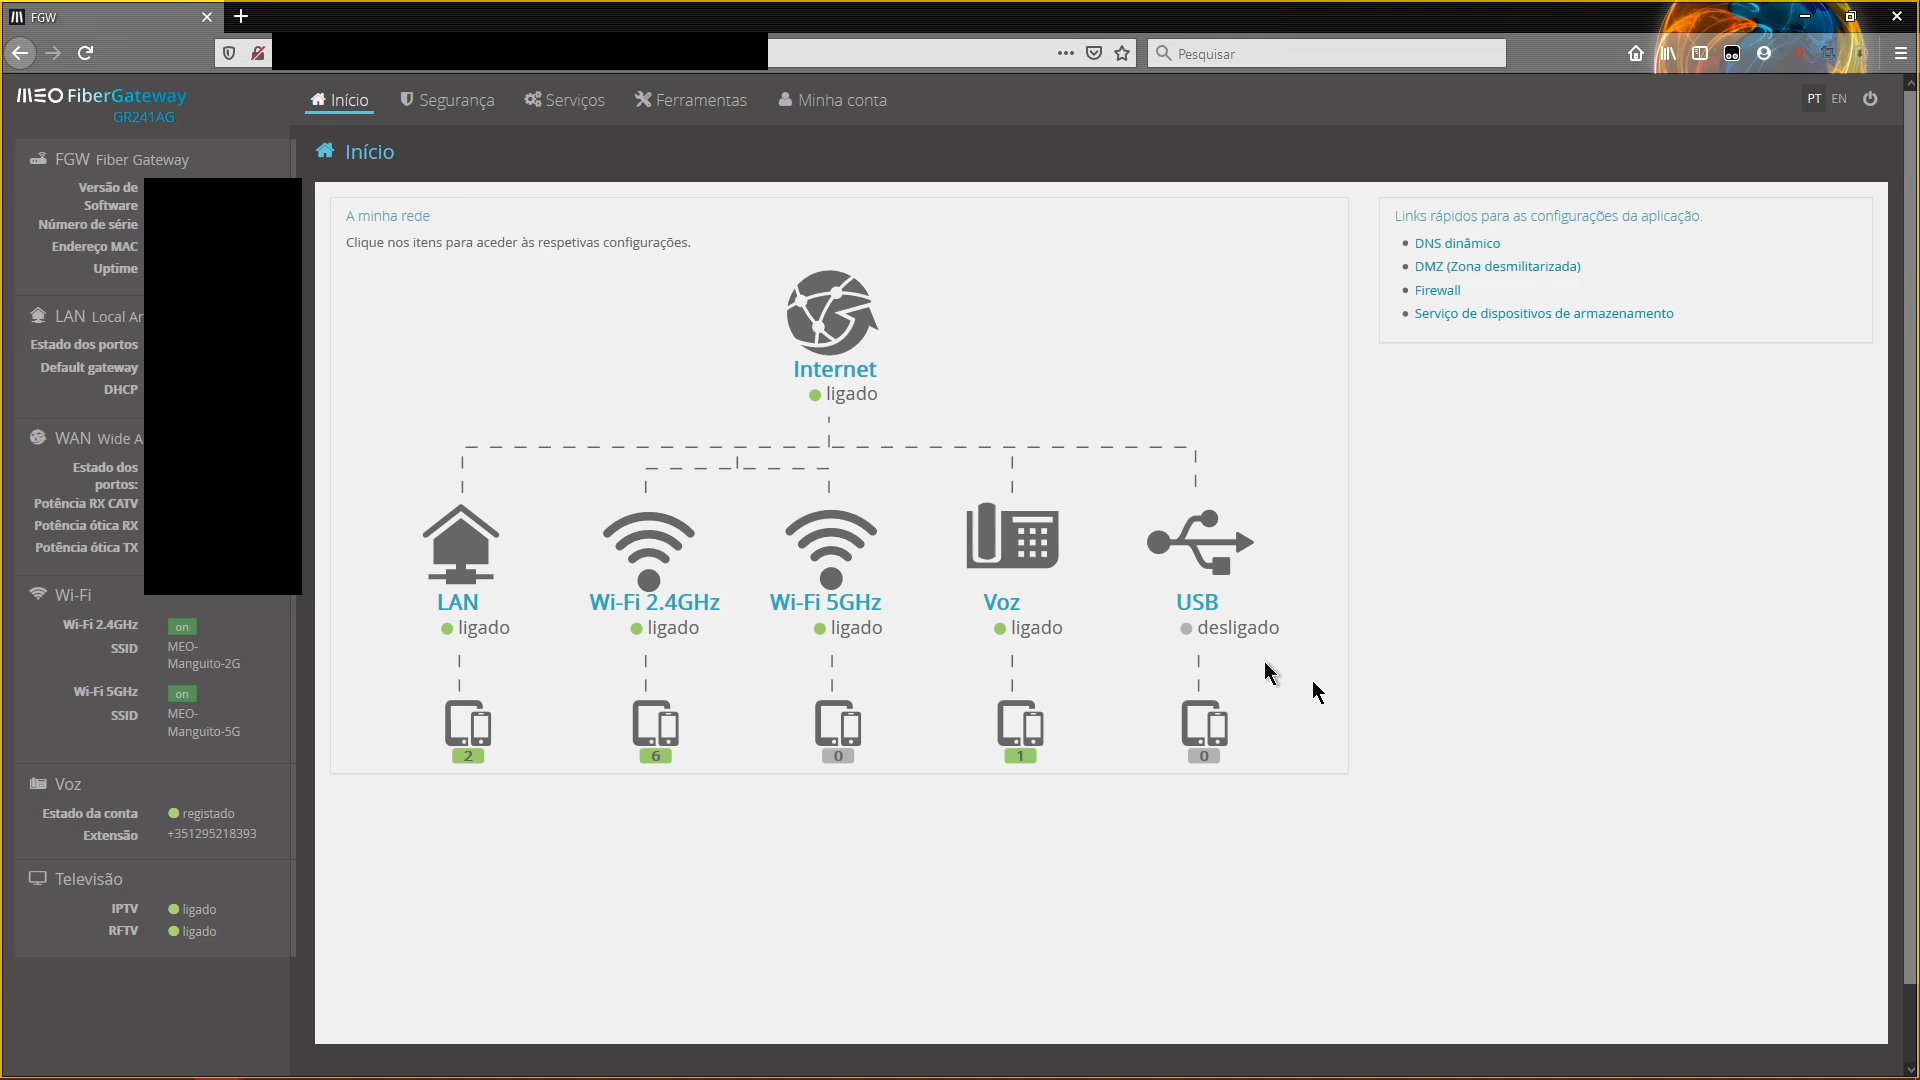 FGW
Pesquisar
MEO FiberGateway
GR241AG
Início
Segurança
Serviços
Ferramentas
Minha conta
PT EN
FGW Fiber Gateway
Versão de
Software
Número de série
Endereço MAC
Uptime
LAN Local Ar
Estado dos portos
Default gateway
DHCP
WAN Wide A
Estado dos
portos:
Potência RX CATV
Potência ótica RX
Potência ótica TX
Wi-Fi
Wi-Fi 2.4GHz on
SSID MEO-
Manguito-2G
Wi-Fi 5GHz on
SSID MEO-
Manguito-5G
Voz
Estado da conta registado
Extensão +351295218393
Televisão
IPTV ligado
RFTV ligado
Início
A minha rede
Clique nos itens para aceder às respetivas configurações.
Internet
ligado
LAN
ligado
2
Wi-Fi 2.4GHz
ligado
6
Wi-Fi 5GHz
ligado
0
Voz
ligado
1
USB
desligado
0
Links rápidos para as configurações da aplicação.
DNS dinâmico
DMZ (Zona desmilitarizada)
Firewall
Serviço de dispositivos de armazenamento